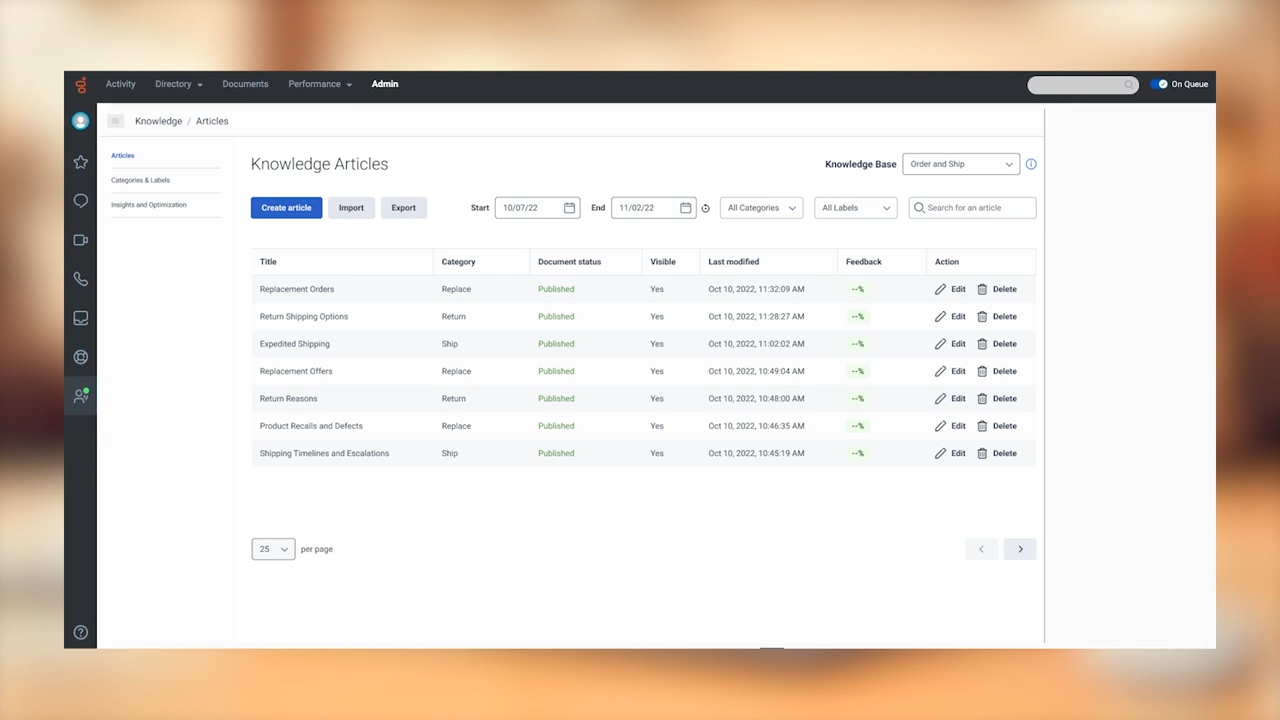 Activity Directory Documents Performance Admin On Queue
Knowledge / Articles
Articles
Categories & Labels
Insights and Optimization
Knowledge Articles Knowledge Base Order and Ship
Create article Import Export Start 10/07/22 End 11/02/22 All Categories All Labels Search for an article
Title Category Document status Visible Last modified Feedback Action
Replacement Orders Replace Published Yes Oct 10, 2022, 11:32:09 AM --% Edit Delete
Return Shipping Options Return Published Yes Oct 10, 2022, 11:28:27 AM --% Edit Delete
Expedited Shipping Ship Published Yes Oct 10, 2022, 11:02:02 AM --% Edit Delete
Replacement Offers Replace Published Yes Oct 10, 2022, 10:49:04 AM --% Edit Delete
Return Reasons Return Published Yes Oct 10, 2022, 10:48:00 AM --% Edit Delete
Product Recalls and Defects Replace Published Yes Oct 10, 2022, 10:46:35 AM --% Edit Delete
Shipping Timelines and Escalations Ship Published Yes Oct 10, 2022, 10:45:19 AM --% Edit Delete
25 per page